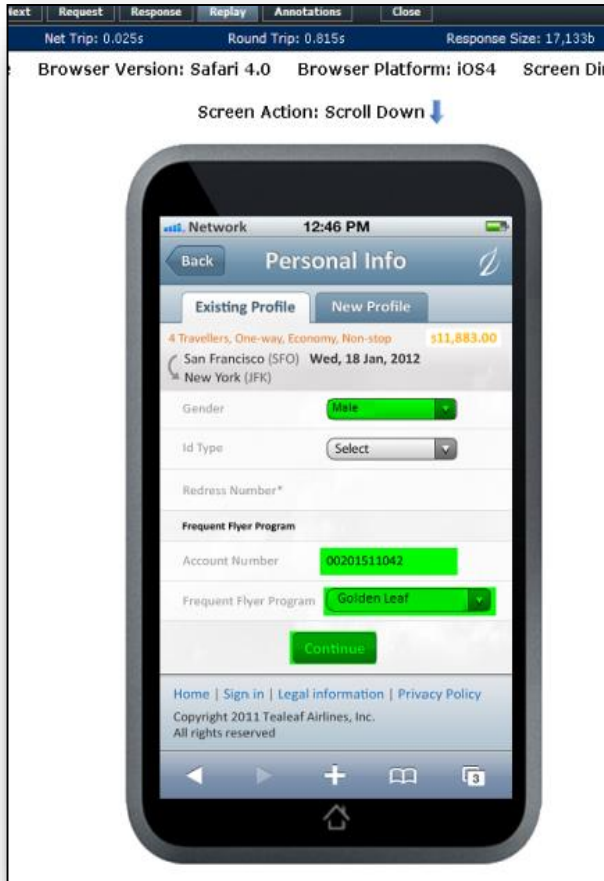 Next Request Response Replay Annotations Close
Net Trip: 0.025s Round Trip: 0.815s Response Size: 17,133b
Browser Version: Safari 4.0 Browser Platform: iOS4 Screen
Screen Action: Scroll Down
Network 12:46 PM
Back Personal Info
Existing Profile New Profile
4 Travellers, One-way, Economy, Non-stop $11,883.00
San Francisco (SFO) Wed, 18 Jan, 2012
New York (JFK)
Gender Male
Id Type Select
Redress Number*
Frequent Flyer Program
Account Number 00201511042
Frequent Flyer Program Golden Leaf
Continue
Home | Sign in | Legal information | Privacy Policy
Copyright 2011 Tealeaf Airlines, Inc.
All rights reserved
3